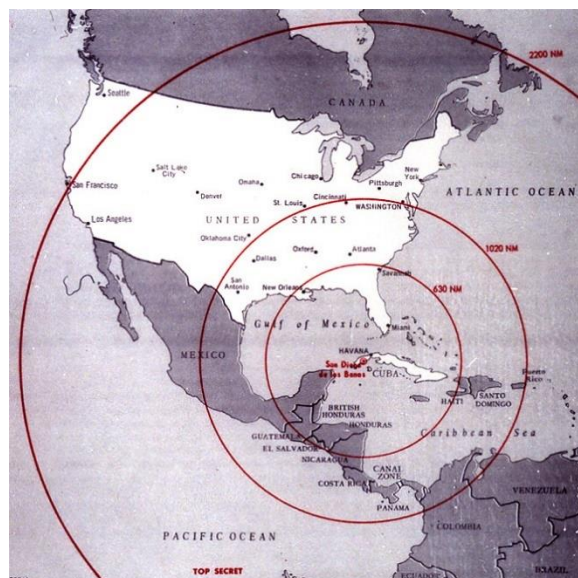 2200 NM
CANADA
Seattle
Salt Lake
City
Omaha
Chicago
New
York
Pittsburgh
San Francisco
Denver
Cincinnati
St. Louis
WASHINGTON
ATLANTIC OCEAN
Los Angeles
UNITED STATES
Oklahoma City
Oxford
Atlanta
1020 NM
Dallas
Savannah
San
Antonio
New Orleans
630 NM
Gulf of Mexico
Miami
MEXICO
HAVANA
San Diego
de los Banos
CUBA
Puerto
Rico
HAITI
SANTO
DOMINGO
BRITISH
HONDURAS
HONDURAS
Caribbean Sea
GUATEMALA
EL SALVADOR
NICARAGUA
CANAL
ZONE
COSTA RICA
VENEZUELA
PANAMA
COLOMBIA
PACIFIC OCEAN
TOP SECRET
ECUADOR
BRAZIL